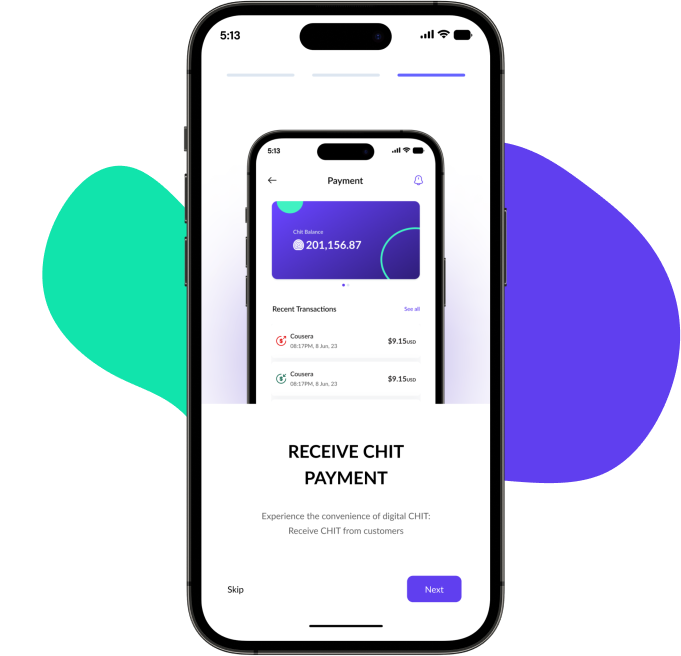 5:13
5:13
Payment
Chit Balance
201,156.87
Recent Transactions See all
Cousera
08:17PM, 8 Jun, 23
$9.15USD
Cousera
08:17PM, 8 Jun, 23
$9.15USD
RECEIVE CHIT
PAYMENT
Experience the convenience of digital CHIT:
Receive CHIT from customers
Skip Next